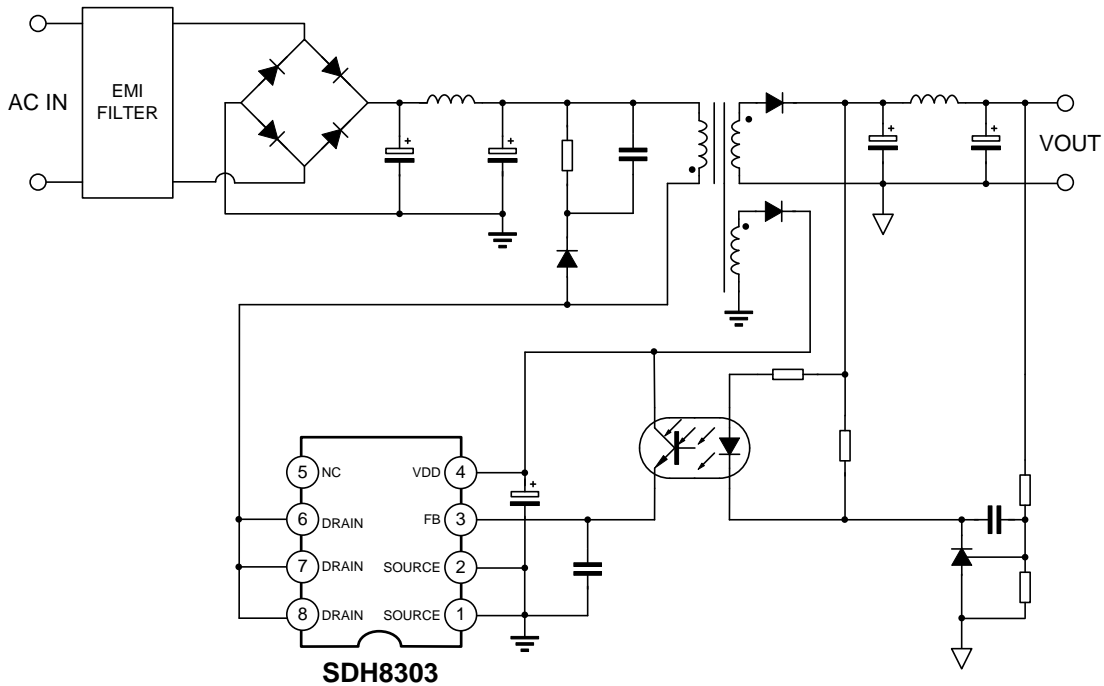 AC IN
EMI
FILTER
+
+
+
+
VOUT
5 NC
VDD 4
+
6 DRAIN
FB 3
7 DRAIN
SOURCE 2
8 DRAIN
SOURCE 1
SDH8303